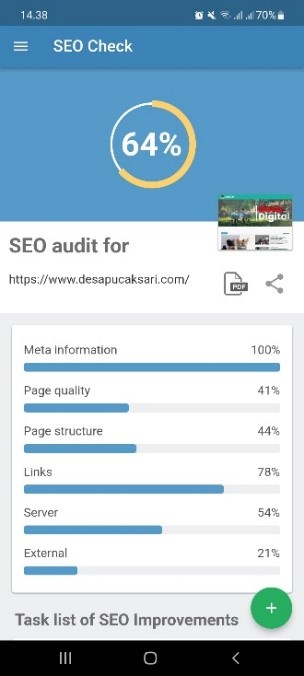 14.38
70%
SEO Check
64%
Digital
SEO audit for
https://www.desapucaksari.com/
PDF
Meta information 100%
Page quality 41%
Page structure 44%
Links 78%
Server 54%
External 21%
Task list of SEO Improvements
+